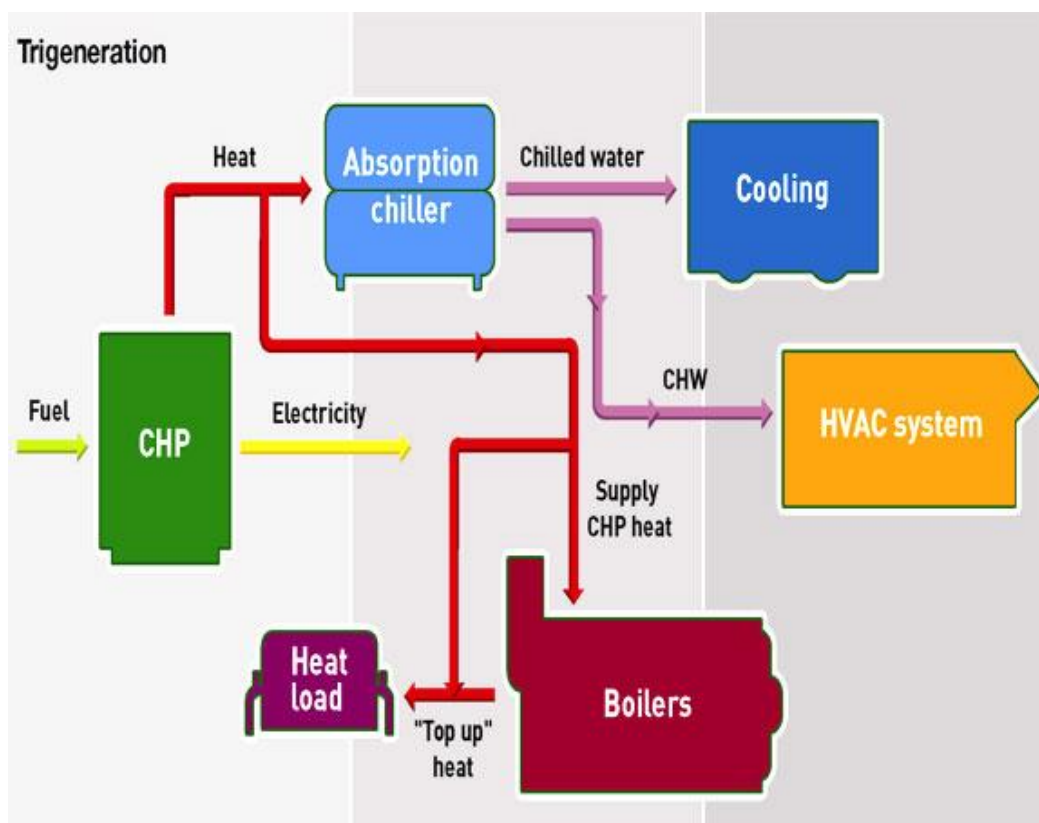 Trigeneration
Heat
Absorption
chiller
Chilled water
Cooling
Fuel
CHP
Electricity
CHW
HVAC system
Supply
CHP heat
Heat
load
"Top up"
heat
Boilers